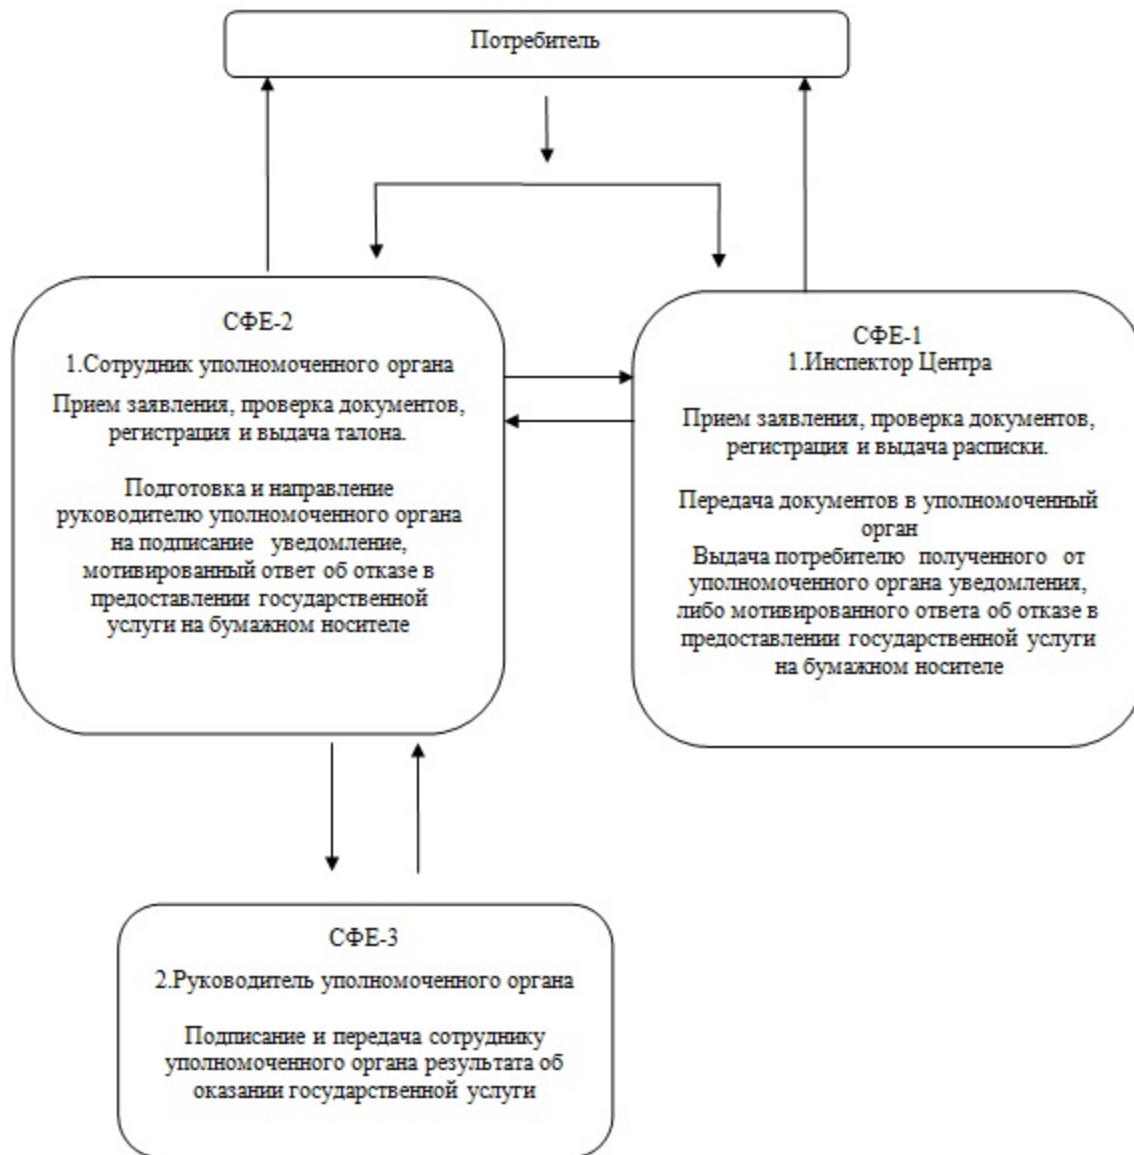 Потребитель
СФЕ-2
1.Сотрудник уполномоченного органа
Прием заявления, проверка документов,
регистрация и выдача талона.
Подготовка и направление
руководителю уполномоченного органа
на подписание уведомление,
мотивированный ответ об отказе в
предоставлении государственной
услуги на бумажном носителе
СФЕ-1
1.Инспектор Центра
Прием заявления, проверка документов,
регистрация и выдача расписки.
Передача документов в уполномоченный
орган
Выдача потребителю полученного от
уполномоченного органа уведомления,
либо мотивированного ответа об отказе в
предоставлении государственной услуги
на бумажном носителе
СФЕ-3
2.Руководитель уполномоченного органа
Подписание и передача сотруднику
уполномоченного органа результата об
оказании государственной услуги